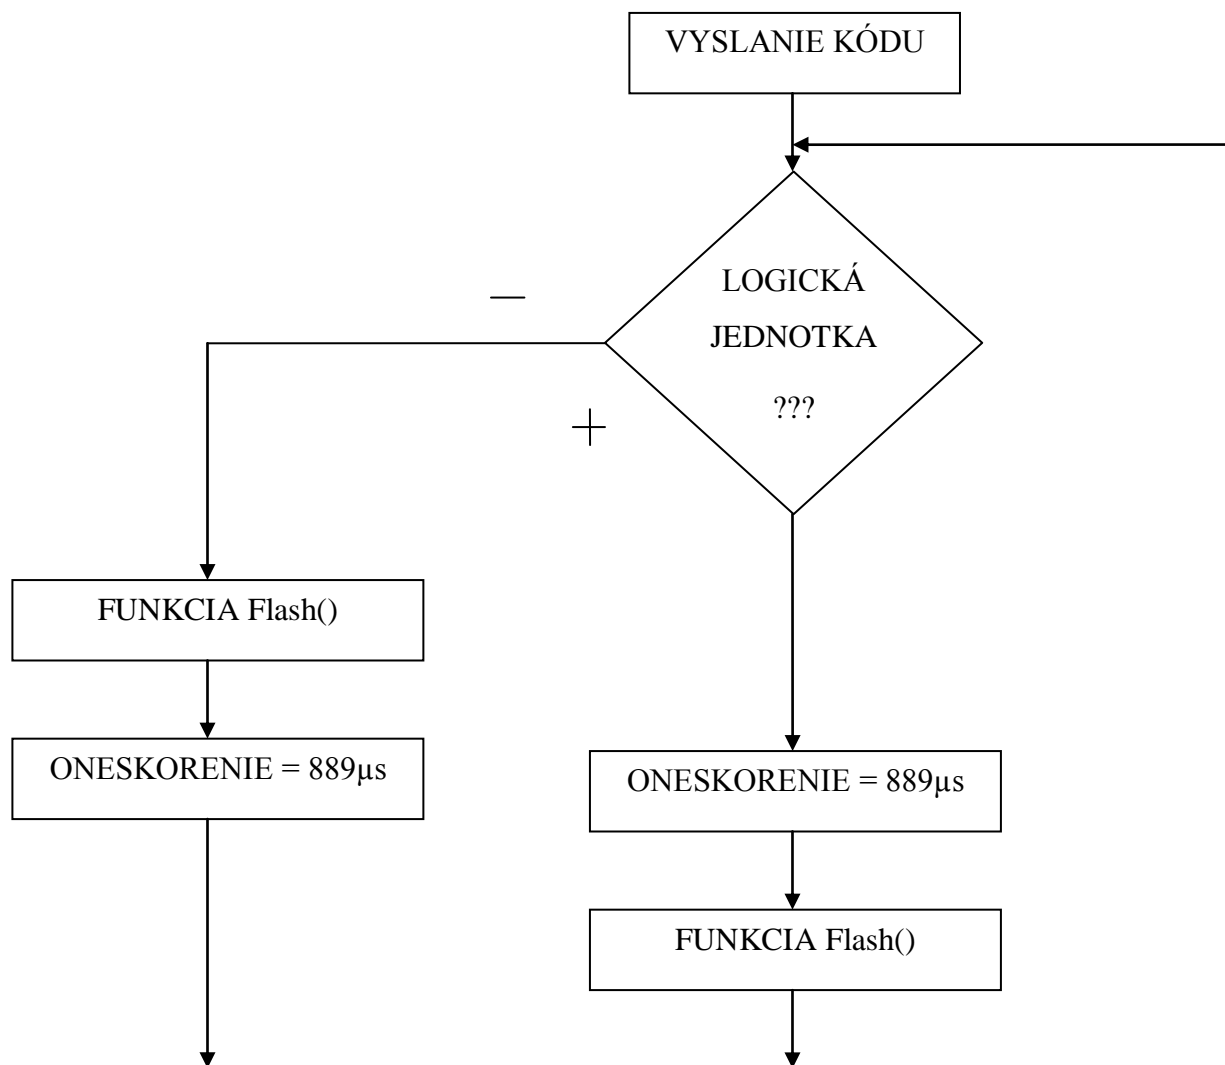 VYSLANIE KÓDU
LOGICKÁ
JEDNOTKA
???
—
+
FUNKCIA Flash()
ONESKORENIE = 889µs
ONESKORENIE = 889µs
FUNKCIA Flash()